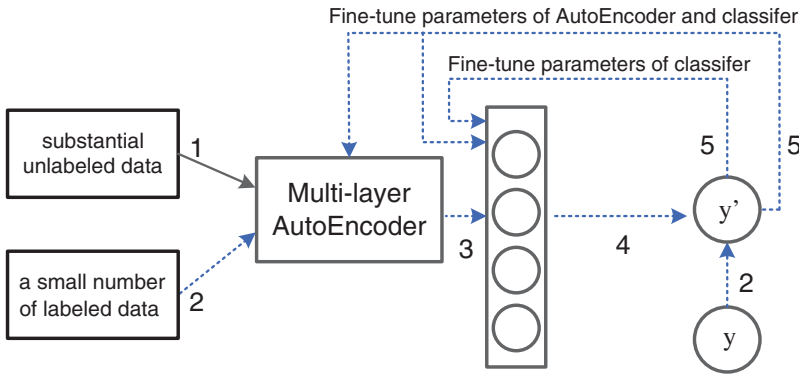 Fine-tune parameters of AutoEncoder and classifer
Fine-tune parameters of classifer
substantial
unlabeled data
1
Multi-layer
AutoEncoder
a small number
of labeled data
2
3
4
5
5
y'
2
y